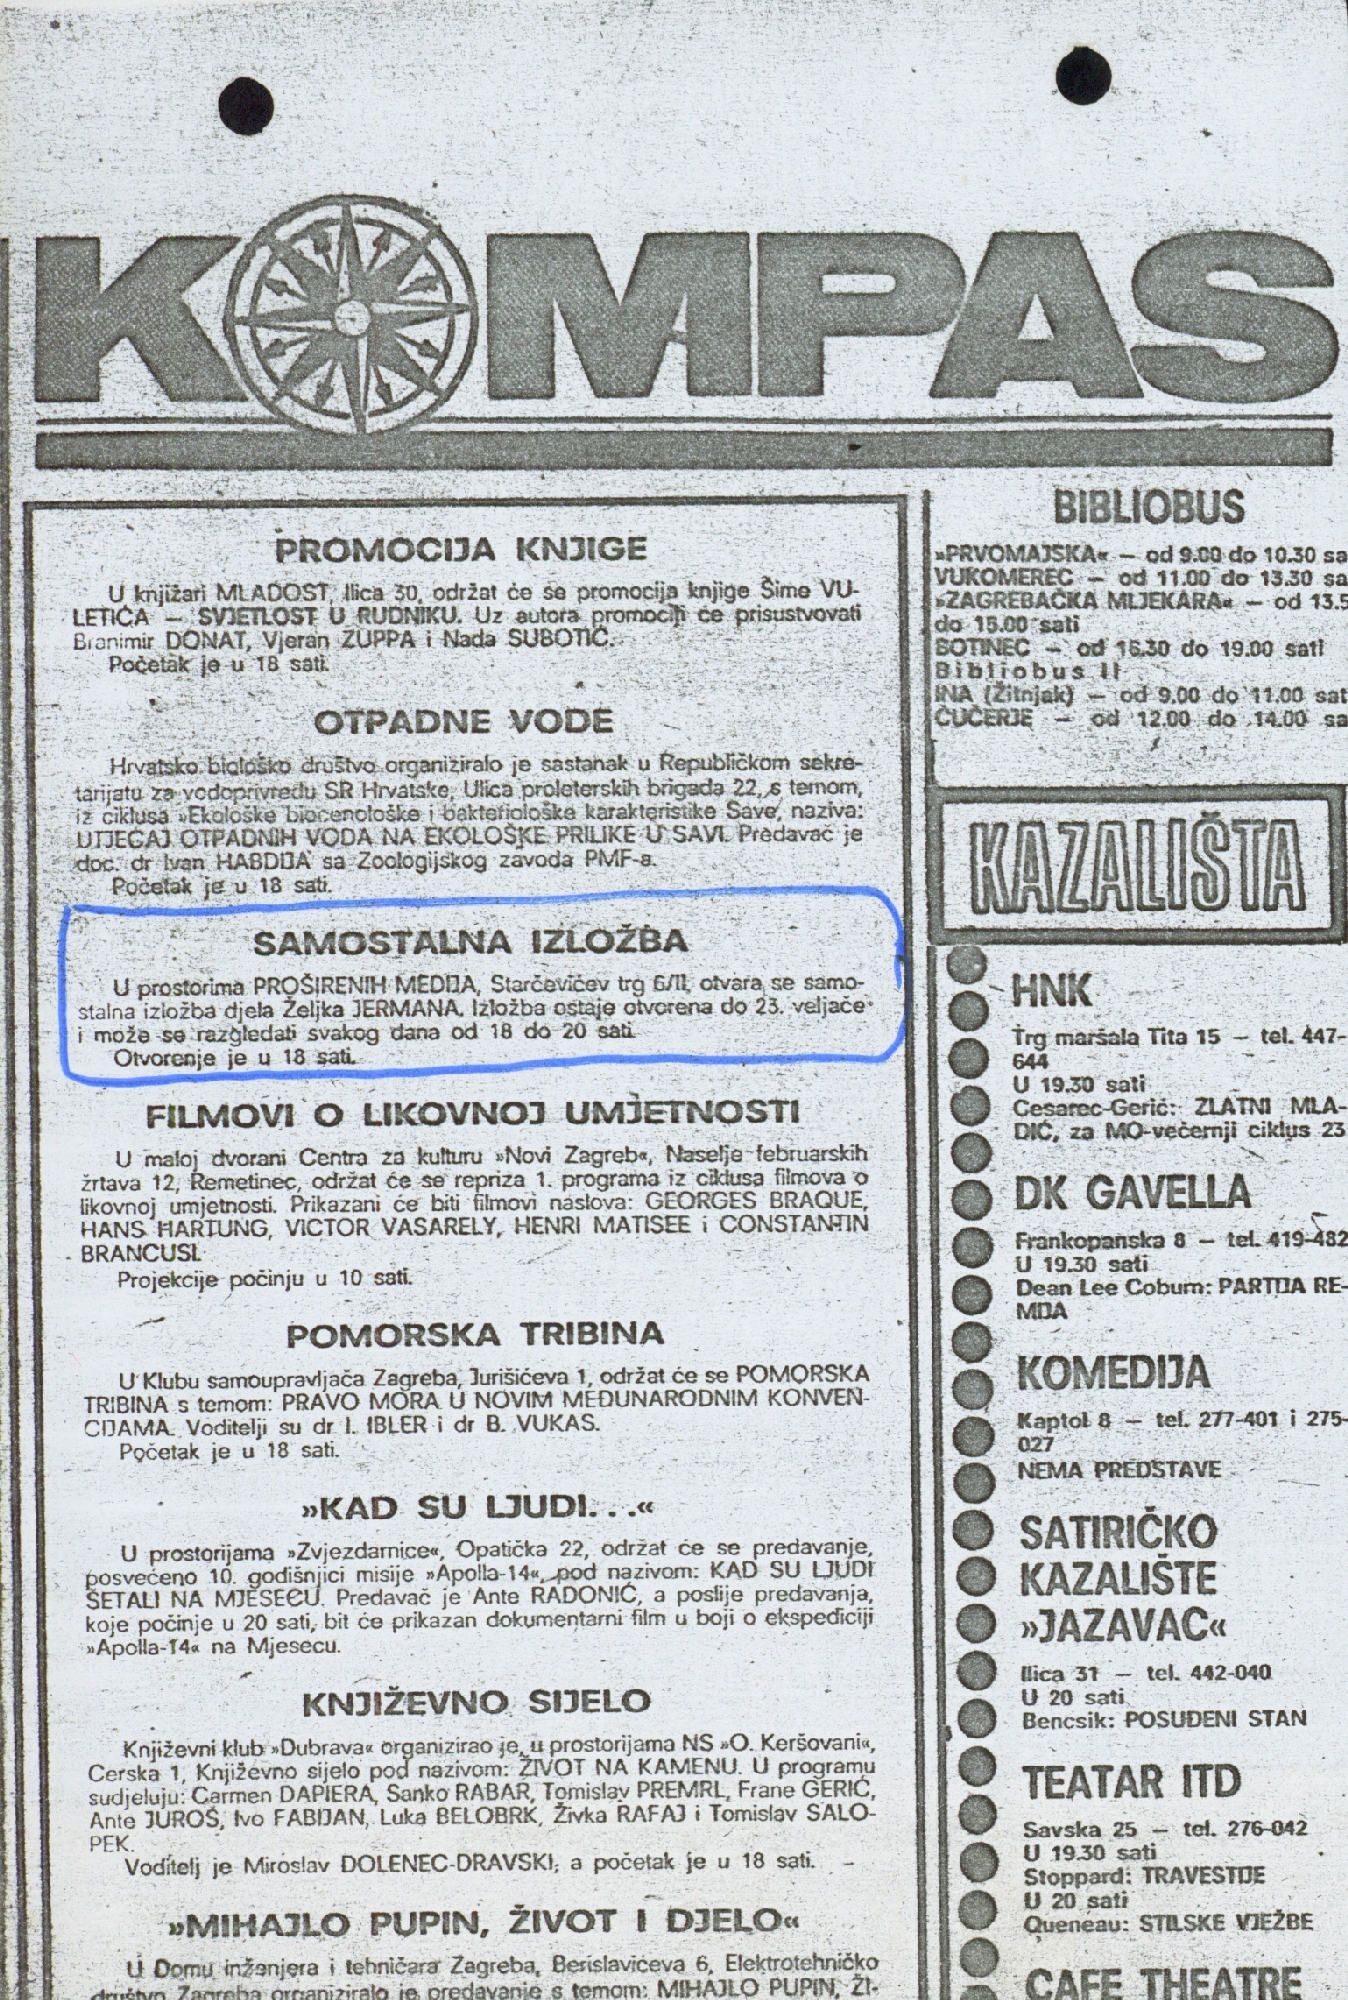 KOMPAS
PROMOCIJA KNJIGE
U knjižari MLADOST, Ilica 30, održat će se promocija knjige Šime VU-
LETIĆA — SVJETLOST U RUDNIKU. Uz autora promociji će prisustvovati
Branimir DONAT, Vjeran ZUPPA i Nada SUBOTIĆ.
Početak je u 18 sati.
OTPADNE VODE
Hrvatsko biološko društvo organiziralo je sastanak u Republičkom sekre-
tarijatu za vodoprivredu SR Hrvatske, Ulica proleterskih brigada 22, s temom,
iz ciklusa »Ekološke biocenološke i bakteriološke karakteristike Save, naziva:
UTJECAJ OTPADNIH VODA NA EKOLOŠKE PRILIKE U SAVI. Predavač je
doc. dr Ivan HABDIJA sa Zoologijskog zavoda PMF-a.
Početak je u 18 sati.
SAMOSTALNA IZLOŽBA
U prostorima PROŠIRENIH MEDIJA, Starčevićev trg 6/II, otvara se samo-
stalna izložba djela Željka JERMANA. Izložba ostaje otvorena do 23. veljače
i može se razgledati svakog dana od 18 do 20 sati.
Otvorenje je u 18 sati.
FILMOVI O LIKOVNOJ UMJETNOSTI
U maloj dvorani Centra za kulturu »Novi Zagreb«, Naselje februarskih
žrtava 12, Remetinec, održat će se repriza 1. programa iz ciklusa filmova o
likovnoj umjetnosti. Prikazani će biti filmovi naslova: GEORGES BRAQUE,
HANS HARTUNG, VICTOR VASARELY, HENRI MATISEE i CONSTANTIN
BRANCUSI.
Projekcije počinju u 10 sati.
POMORSKA TRIBINA
U Klubu samoupravljača Zagreba, Jurišićeva 1, održat će se POMORSKA
TRIBINA s temom: PRAVO MORA U NOVIM MEĐUNARODNIM KONVEN-
CIJAMA. Voditelji su dr I. IBLER i dr B. VUKAS.
Početak je u 18 sati.
»KAD SU LJUDI...«
U prostorijama »Zvjezdarnice«, Opatička 22, održat će se predavanje,
posvećeno 10. godišnjici misije »Apolla-14«, pod nazivom: KAD SU LJUDI
ŠETALI NA MJESECU. Predavač je Ante RADONIĆ, a poslije predavanja,
koje počinje u 20 sati, bit će prikazan dokumentarni film u boji o ekspediciji
»Apolla-14« na Mjesecu.
KNJIŽEVNO SIJELO
Književni klub »Dubrava« organizirao je, u prostorijama NS »O. Keršovani«,
Cerska 1, Književno sijelo pod nazivom: ŽIVOT NA KAMENU. U programu
sudjeluju: Carmen DAPIERA, Sanko RABAR, Tomislav PREMRL, Frane GERIĆ,
Ante JUROŠ, Ivo FABIJAN, Luka BELOBRK, Živka RAFAJ i Tomislav SALO-
PEK.
Voditelj je Miroslav DOLENEC-DRAVSKI, a početak je u 18 sati.
»MIHAJLO PUPIN, ŽIVOT I DJELO«
U Domu inženjera i tehničara Zagreba, Berislavićeva 6, Elektrotehničko
društvo Zagreba organiziralo je predavanje s temom: MIHAJLO PUPIN, ŽI-
BIBLIOBUS
»PRVOMAJSKA« — od 9.00 do 10.30 sa
VUKOMEREC — od 11.00 do 13.30 sa
»ZAGREBAČKA MLJEKARA« — od 13.5
do 15.00 sati
BOTINEC — od 16.30 do 19.00 sati
Bibliobus II
INA (Žitnjak) — od 9.00 do 11.00 sat
ČUČERJE — od 12.00 do 14.00 sa
KAZALIŠTA
HNK
Trg maršala Tita 15 — tel. 447-
644
U 19.30 sati
Cesarec-Gerić: ZLATNI MLA-
DIĆ, za MO-večernji ciklus 23
DK GAVELLA
Frankopanska 8 — tel. 419-482
U 19.30 sati
Dean Lee Coburn: PARTIJA RE-
MIJA
KOMEDIJA
Kaptol 8 — tel. 277-401 i 275-
027
NEMA PREDSTAVE
SATIRIČKO
KAZALIŠTE
»JAZAVAC«
Ilica 31 — tel. 442-040
U 20 sati
Bencsik: POSUĐENI STAN
TEATAR ITD
Savska 25 — tel. 276-042
U 19.30 sati
Stoppard: TRAVESTIJE
U 20 sati
Queneau: STILSKE VJEŽBE
CAFE THEATRE